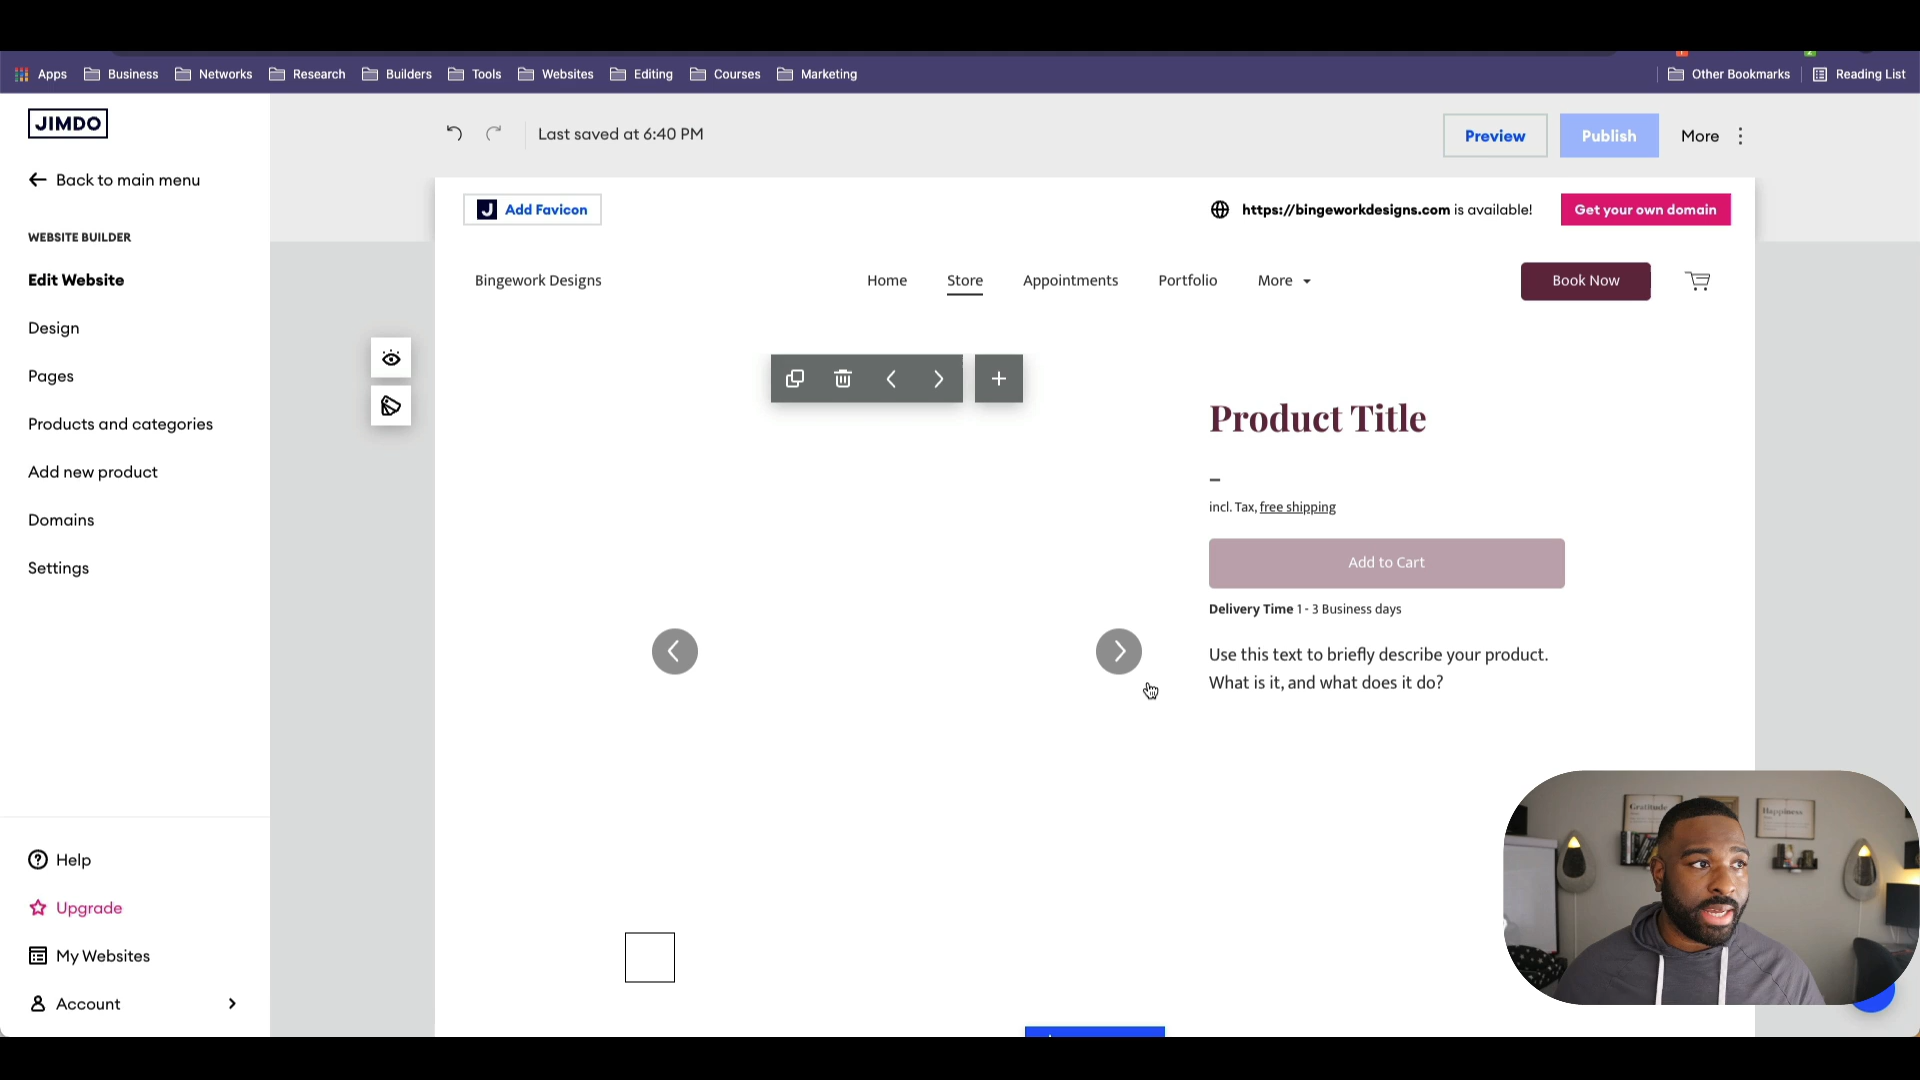 Apps Business Networks Research Builders Tools Websites Editing Courses Marketing Other Bookmarks Reading List
JIMDO
Back to main menu
WEBSITE BUILDER
Edit Website
Design
Pages
Products and categories
Add new product
Domains
Settings
Help
Upgrade
My Websites
Account
Last saved at 6:40 PM
Preview
Publish
More
J Add Favicon
https://bingeworkdesigns.com is available!
Get your own domain
Bingework Designs
Home Store Appointments Portfolio More
Book Now
Product Title
–
incl. Tax, free shipping
Add to Cart
Delivery Time 1 - 3 Business days
Use this text to briefly describe your product.
What is it, and what does it do?
Gratitude
Happiness